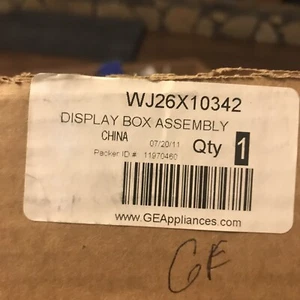 WJ26X10342
DISPLAY BOX ASSEMBLY
CHINA 07/20/11 Qty 1
Packer ID # 11970460
www.GEAppliances.com
GE